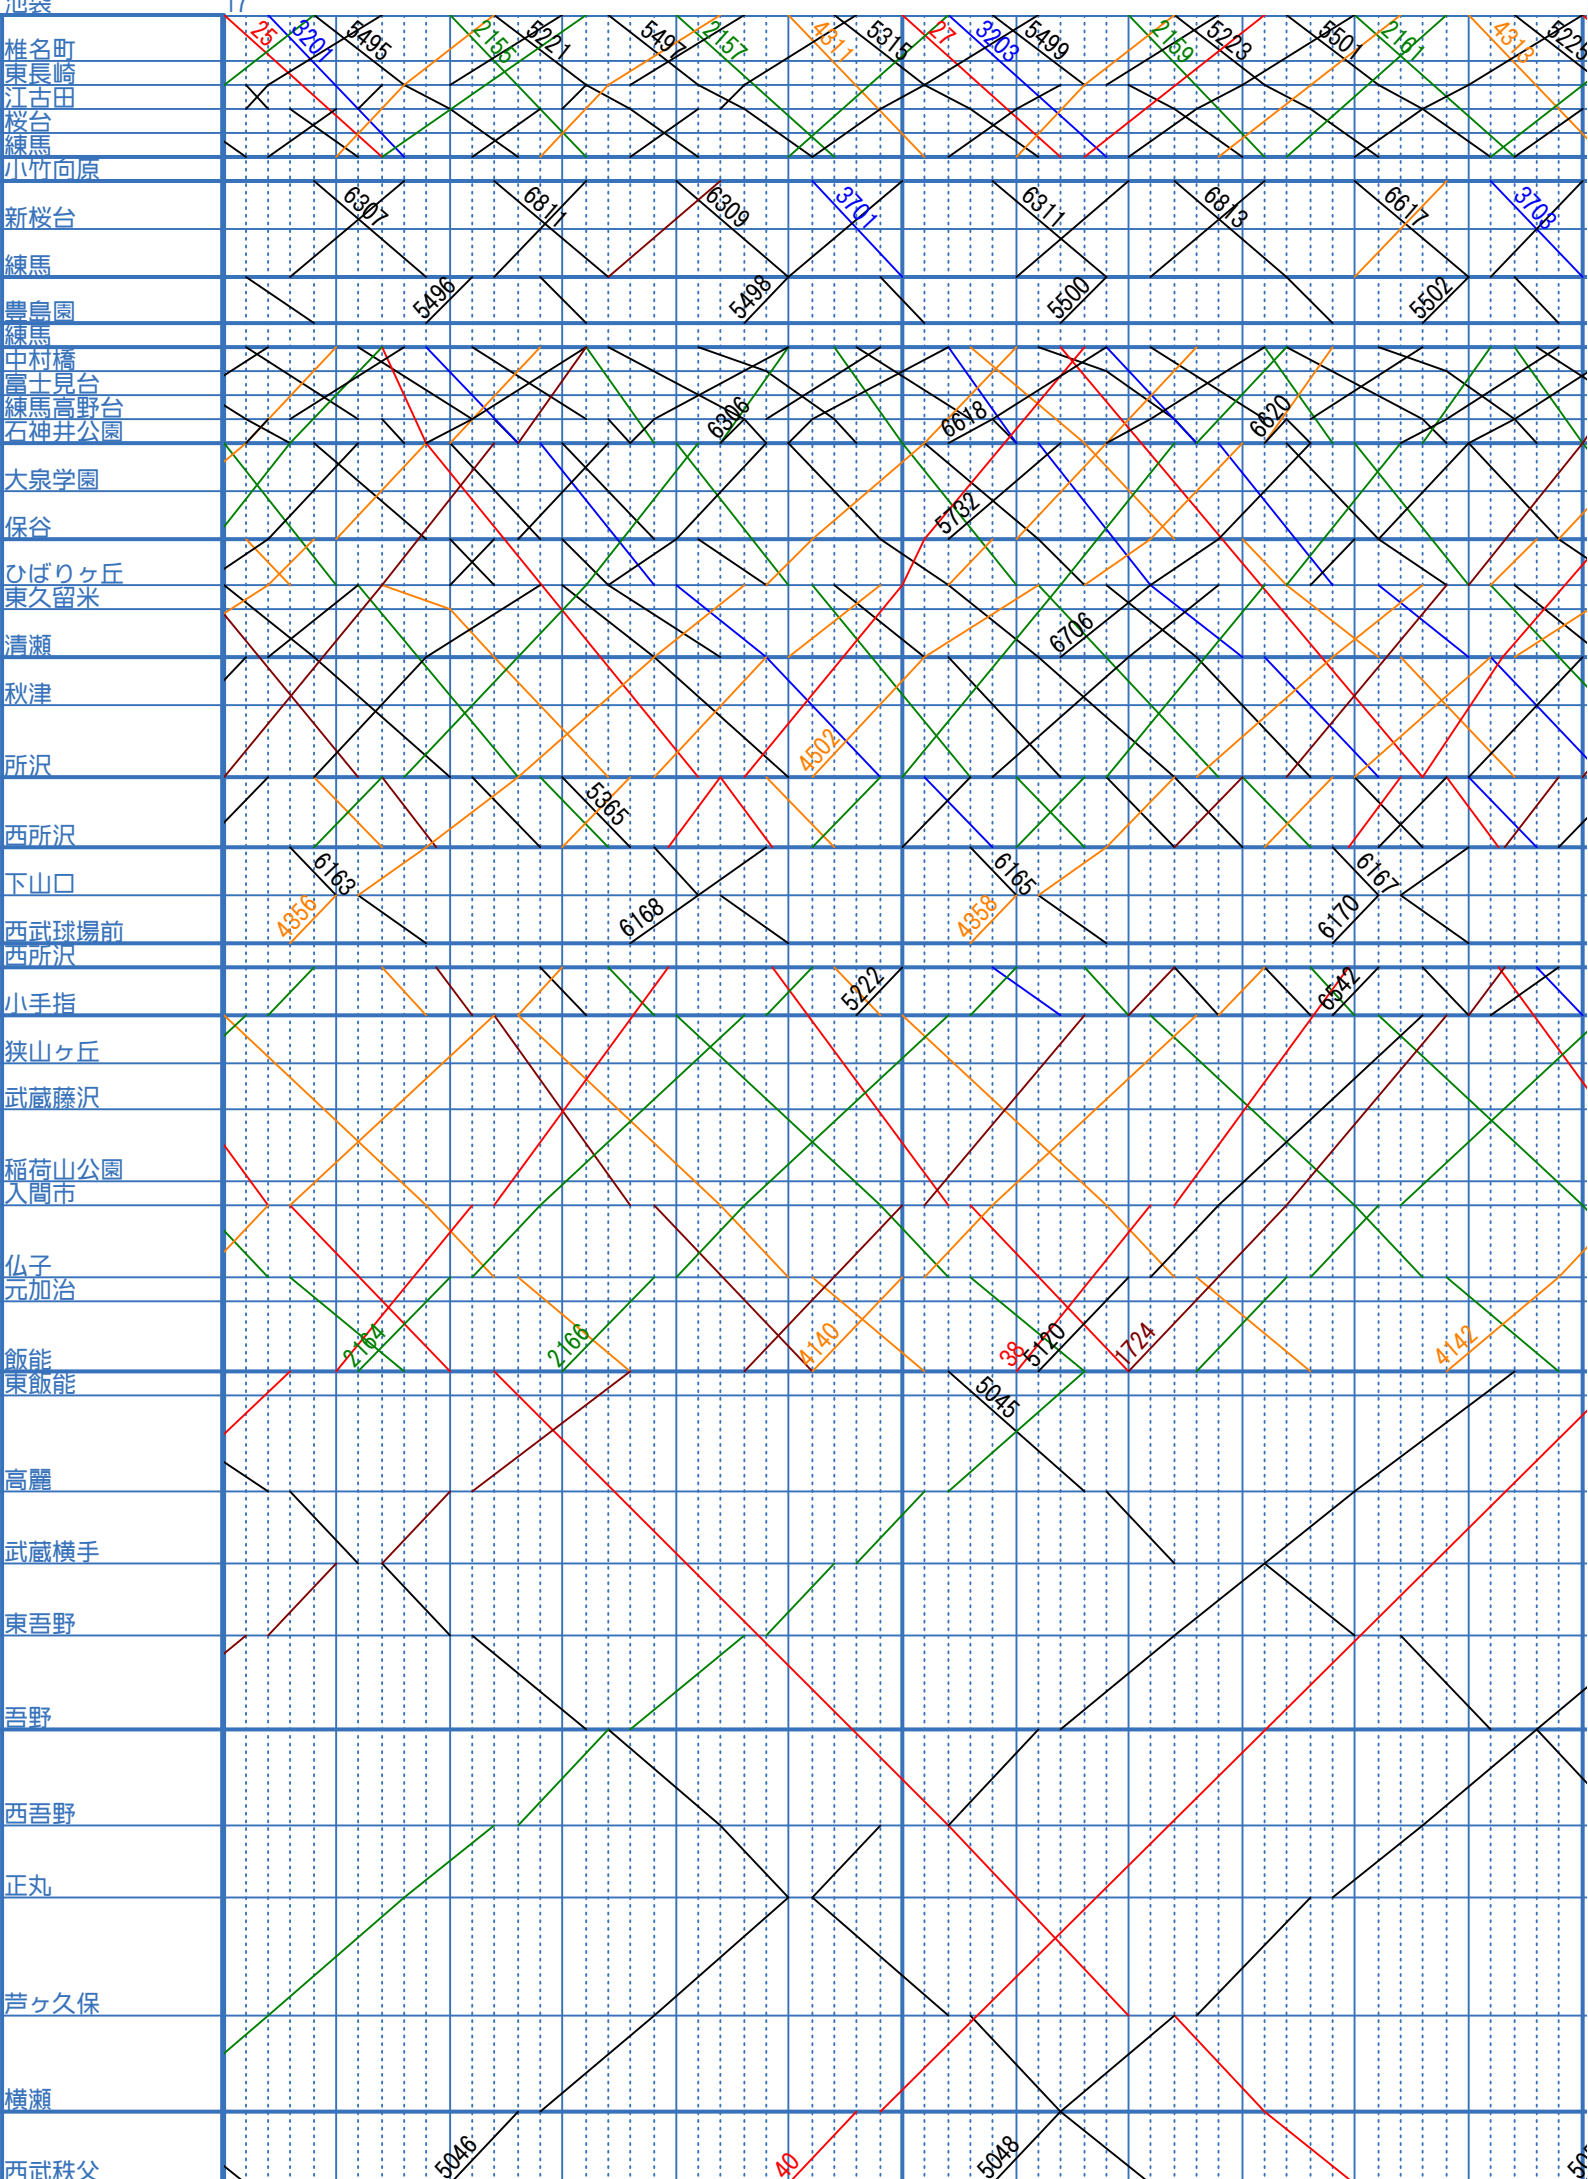 池袋 17
25 3201 5495 2155 5221 5497 2157 4311 5315 27 3203 5499 2159 5223 5501 2161 4313 5225
椎名町
東長崎
江古田
桜台
練馬
小竹向原
6307 6811 6309 3701 6311 6813 6617 3703
新桜台
練馬
5496 5498 5500 5502
豊島園
練馬
中村橋
富士見台
練馬高野台
6306 6618 6620
石神井公園
大泉学園
5732
保谷
ひばりヶ丘
東久留米
6706
清瀬
秋津
4502
所沢
5365
西所沢
6163 6165 6167
下山口
4356 6168 4358 6170
西武球場前
西所沢
5222 6542
小手指
狭山ヶ丘
武蔵藤沢
稲荷山公園
入間市
仏子
元加治
2164 2166 4140 38 5120 1724 4142
飯能
東飯能
5045
高麗
武蔵横手
東吾野
吾野
西吾野
正丸
芦ヶ久保
横瀬
5046 40 5048
西武秩父